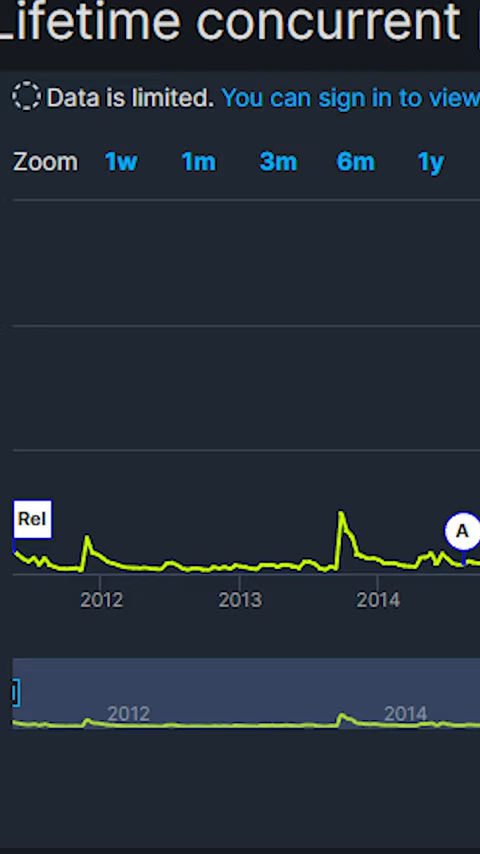 Lifetime concurrent
Data is limited. You can sign in to view
Zoom 1w 1m 3m 6m 1y
Rel
A
2012 2013 2014
2012 2014